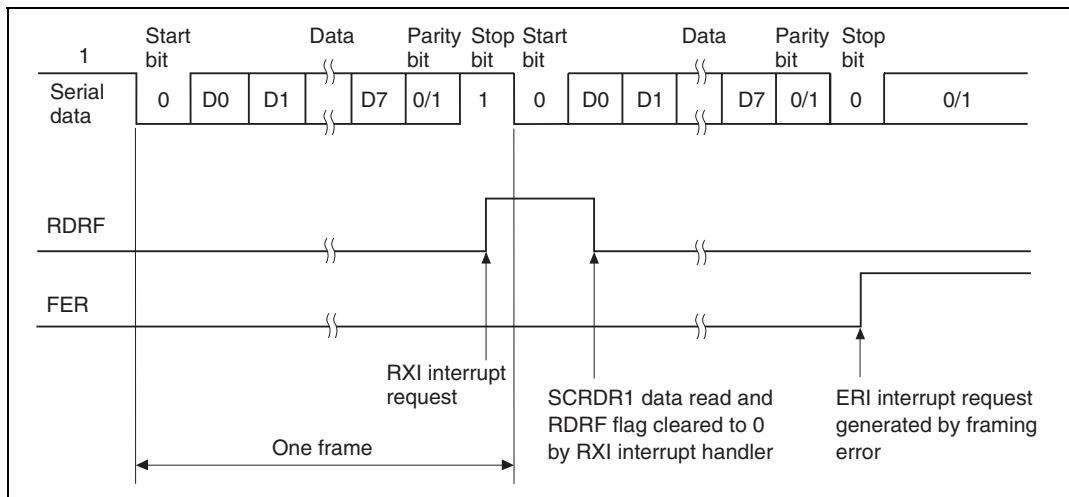 Start bit Data Parity bit Stop bit Start bit Data Parity bit Stop bit
1
Serial data 0 D0 D1 D7 0/1 1 0 D0 D1 D7 0/1 0 0/1
RDRF
FER
RXI interrupt
request
SCRDR1 data read and
RDRF flag cleared to 0
by RXI interrupt handler
ERI interrupt request
generated by framing
error
One frame